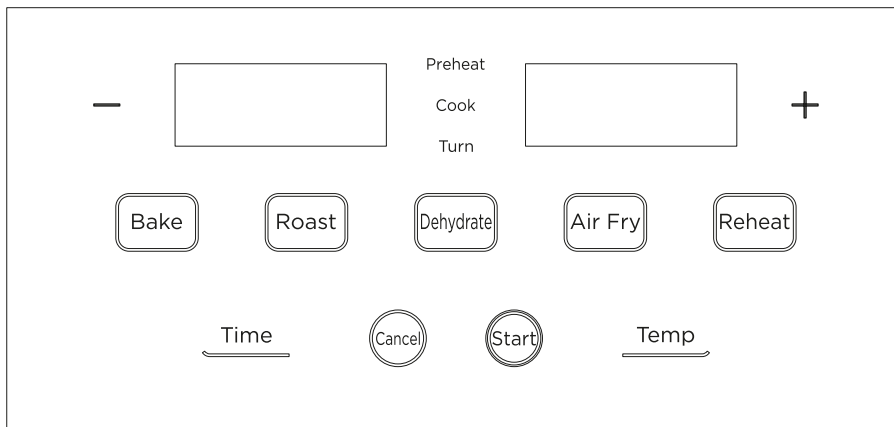 Preheat
− Cook +
Turn
Bake Roast Dehydrate Air Fry Reheat
Time Cancel Start Temp